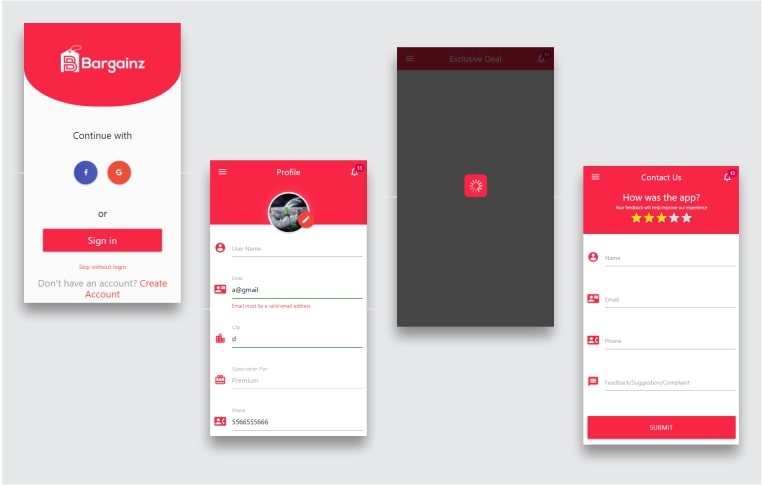 Bargainz
Continue with
f
G
or
Sign in
Skip without login
Don't have an account? Create
Account
Profile
13
User Name
Email
a@gmail
Email must be a valid email address
City
d
Subscription Plan
Premium
Phone
5566555666
Exclusive Deal
Contact Us
13
How was the app?
Your feedback will help improve our experience
Name
Email
Phone
Feedback/Suggestion/Complaint
SUBMIT